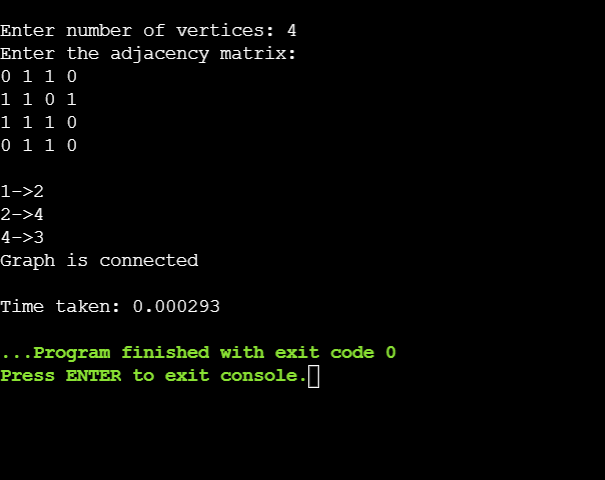 Enter number of vertices: 4
Enter the adjacency matrix:
0 1 1 0
1 1 0 1
1 1 1 0
0 1 1 0
1->2
2->4
4->3
Graph is connected
Time taken: 0.000293
...Program finished with exit code 0
Press ENTER to exit console.